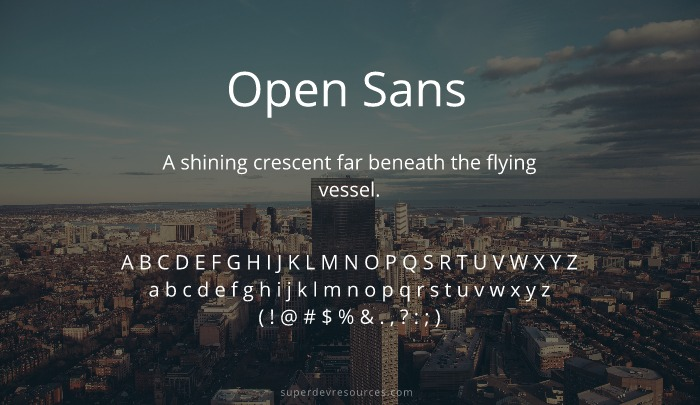 Open Sans
A shining crescent far beneath the flying
vessel.
A B C D E F G H I J K L M N O P Q S R T U V W X Y Z
a b c d e f g h i j k l m n o p q r s t u v w x y z
( ! @ # $ % & . , ? : ; )
superdevresources.com